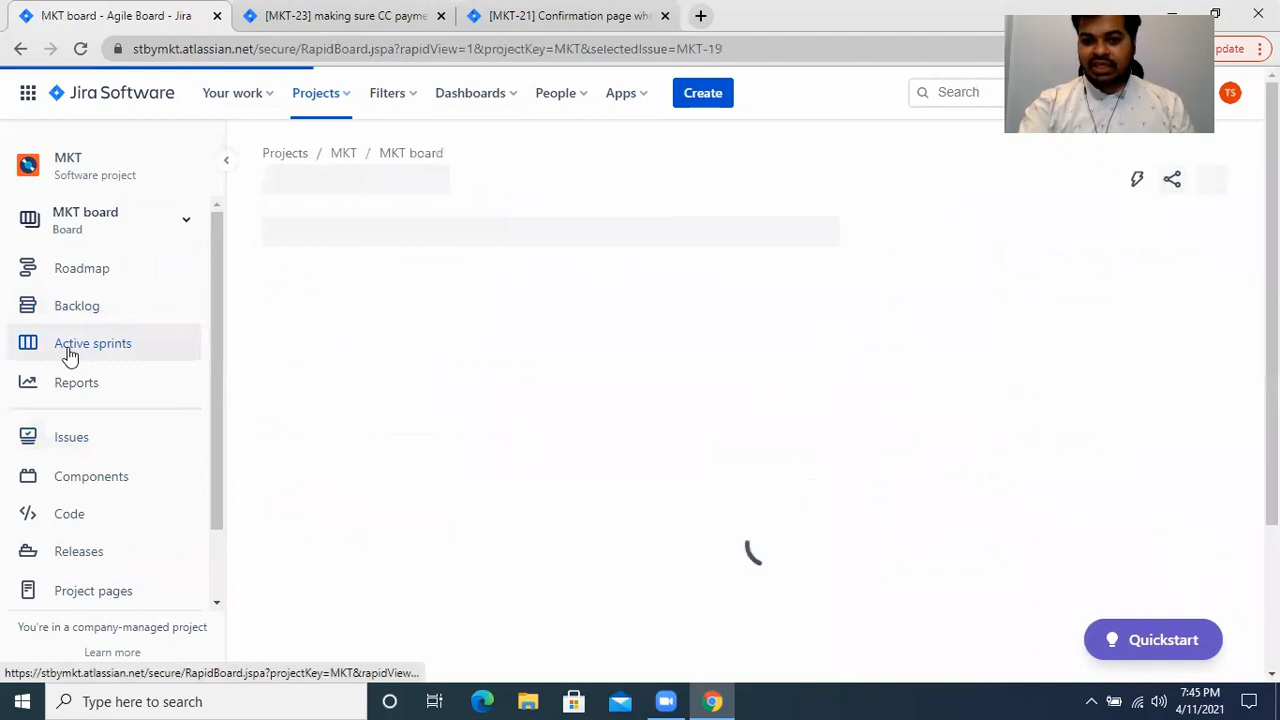 MKT board - Agile Board - Jira
[MKT-23] making sure CC payme
[MKT-21] Confirmation page whe
stbymkt.atlassian.net/secure/RapidBoard.jspa?rapidView=1&projectKey=MKT&selectedIssue=MKT-19
Update
Jira Software
Your work
Projects
Filters
Dashboards
People
Apps
Create
Search
TS
MKT
Software project
Projects / MKT / MKT board
MKT board
Board
Roadmap
Backlog
Active sprints
Reports
Issues
Components
Code
Releases
Project pages
You're in a company-managed project
Learn more
Quickstart
https://stbymkt.atlassian.net/secure/RapidBoard.jspa?projectKey=MKT&rapidView...
Type here to search
7:45 PM
4/11/2021